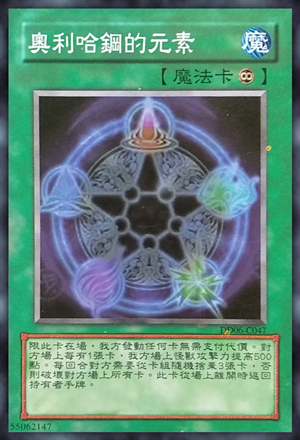 奧利哈鋼的元素
魔
【魔法卡∞】
DP06-C047
限此卡在場，我方發動任何卡無需支付代價。對
方場上每有1張卡，我方場上怪獸攻擊力提高500
點。每回合對方需要從卡組隨機捨棄3張卡，否
則破壞對方場上所有卡。此卡從場上離開時返回
持有者手牌。
55062147